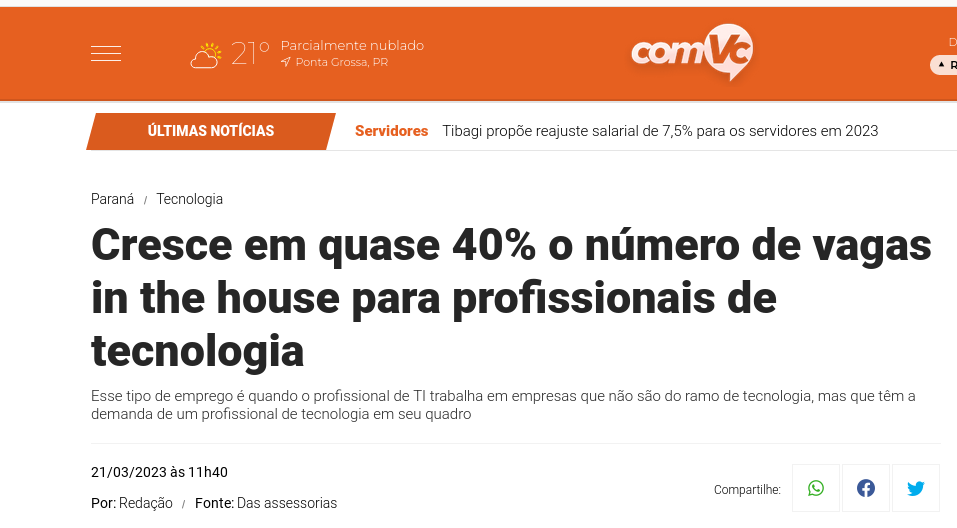 21° Parcialmente nublado
Ponta Grossa, PR
comVc
ÚLTIMAS NOTÍCIAS
Servidores Tibagi propõe reajuste salarial de 7,5% para os servidores em 2023
Paraná / Tecnologia
Cresce em quase 40% o número de vagas
in the house para profissionais de
tecnologia
Esse tipo de emprego é quando o profissional de TI trabalha em empresas que não são do ramo de tecnologia, mas que têm a
demanda de um profissional de tecnologia em seu quadro
21/03/2023 às 11h40
Por: Redação / Fonte: Das assessorias
Compartilhe: